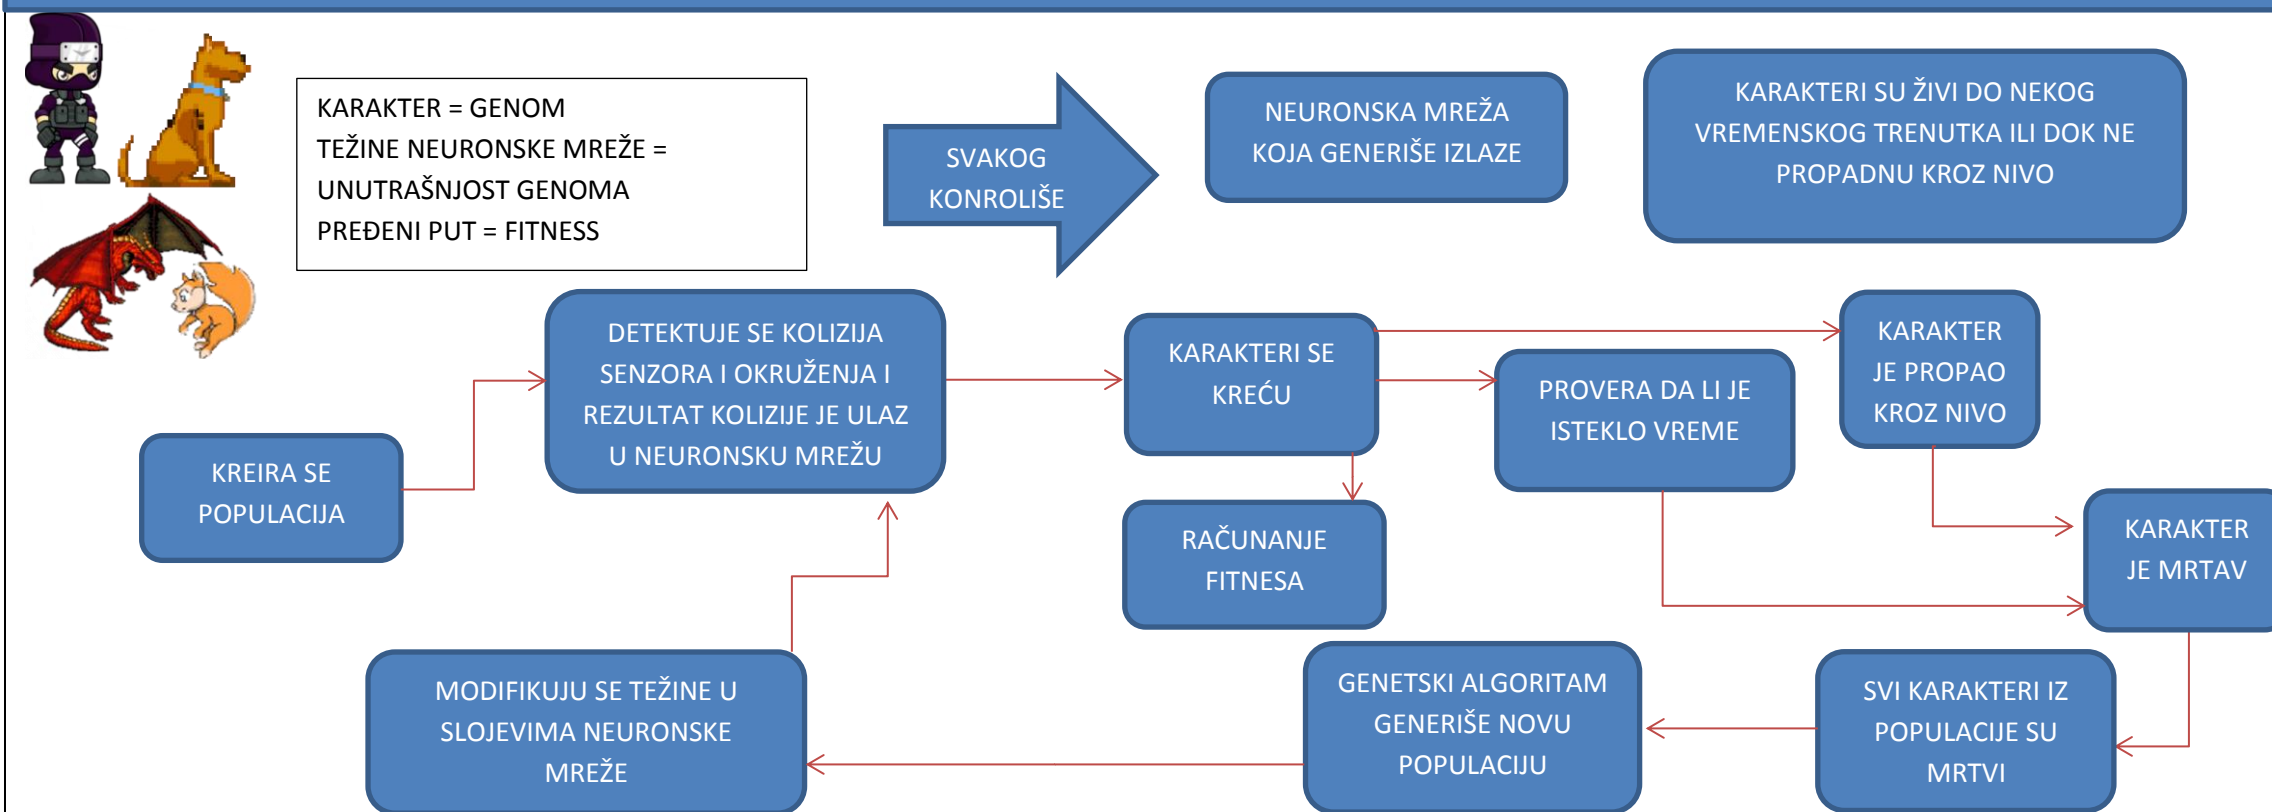 KARAKTER = GENOM
TEŽINE NEURONSKE MREŽE =
UNUTRAŠNJOST GENOMA
PREĐENI PUT = FITNESS
SVAKOG
KONROLIŠE
NEURONSKA MREŽA
KOJA GENERIŠE IZLAZE
KARAKTERI SU ŽIVI DO NEKOG
VREMENSKOG TRENUTKA ILI DOK NE
PROPADNU KROZ NIVO
KREIRA SE
POPULACIJA
DETEKTUJE SE KOLIZIJA
SENZORA I OKRUŽENJA I
REZULTAT KOLIZIJE JE ULAZ
U NEURONSKU MREŽU
KARAKTERI SE
KREĆU
RAČUNANJE
FITNESA
PROVERA DA LI JE
ISTEKLO VREME
KARAKTER
JE PROPAO
KROZ NIVO
KARAKTER
JE MRTAV
SVI KARAKTERI IZ
POPULACIJE SU
MRTVI
GENETSKI ALGORITAM
GENERIŠE NOVU
POPULACIJU
MODIFIKUJU SE TEŽINE U
SLOJEVIMA NEURONSKE
MREŽE